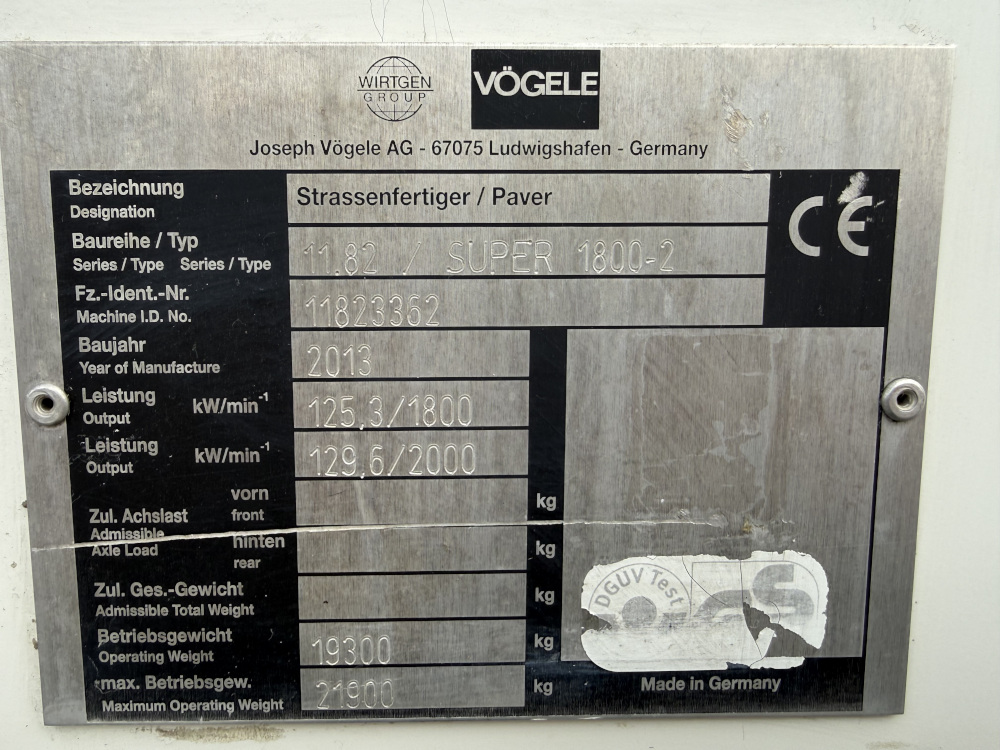 WIRTGEN
GROUP
VÖGELE
Joseph Vögele AG - 67075 Ludwigshafen - Germany
Bezeichnung
Designation
Strassenfertiger / Paver
CE
Baureihe / Typ
Series / Type Series / Type
11.82 / SUPER 1800-2
Fz.-Ident.-Nr.
Machine I.D. No.
11823362
Baujahr
Year of Manufacture
2013
Leistung
Output
kW/min⁻¹
125,3/1800
Leistung
Output
kW/min⁻¹
129,6/2000
Zul. Achslast
Admissible
Axle Load
vorn
front
kg
hinten
rear
kg
Zul. Ges.-Gewicht
Admissible Total Weight
kg
Betriebsgewicht
Operating Weight
19300
kg
max. Betriebsgew.
Maximum Operating Weight
21900
kg
DGUV Test
Made in Germany